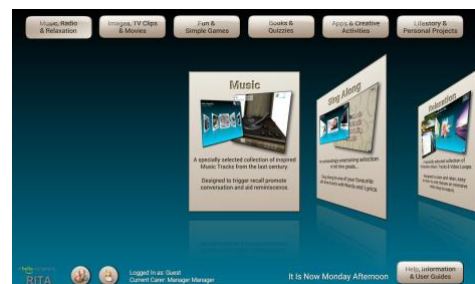 Music, Radio
& Relaxation
Images, TV Clips
& Movies
Fun &
Simple Games
Books &
Quizzies
Apps & Creative
Activities
Lifestory &
Personal Projects
Music
A specially selected collection of inspired
Music Tracks from the last century.
Designed to trigger recall promote
conversation and aid reminiscence.
Sing Along
Relaxation
RITA
Logged In as: Guest
Current Carer: Manager Manager
It Is Now Monday Afternoon
Help, Information
& User Guides